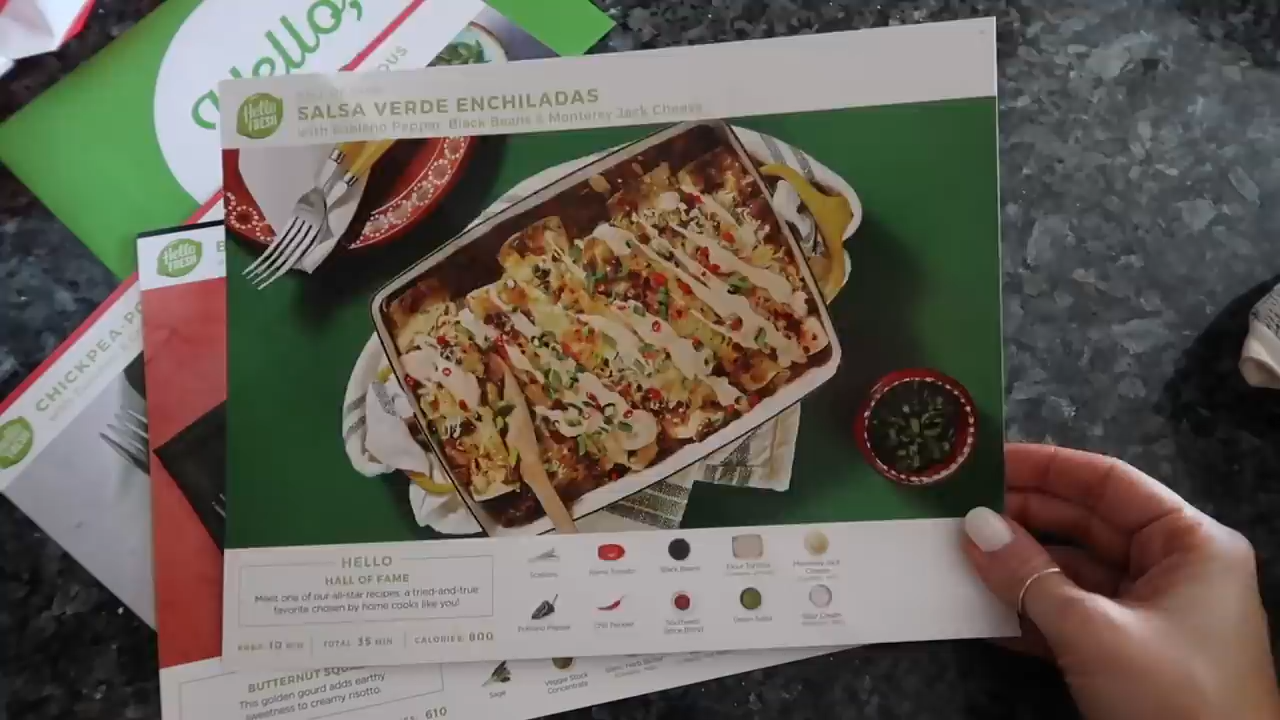 Hello,
OUS
Hello
FRESH
SALSA VERDE ENCHILADAS
with Poblano Pepper, Black Beans & Monterey Jack Cheese
Hello
FRESH
B
CHICKPEA-PO
HELLO
HALL OF FAME
Meet one of our all-star recipes, a tried-and-true
favorite chosen by home cooks like you!
PREP: 10 MIN | TOTAL: 35 MIN | CALORIES: 800
Scallions
Roma Tomato
Black Beans
Flour Tortillas
Monterey Jack
Cheese
Poblano Pepper
Chili Pepper
Southwest
Spice Blend
Green Salsa
Sour Cream
BUTTERNUT SQU
This golden gourd adds earthy
sweetness to creamy risotto.
610
Sage
Veggie Stock
Concentrate